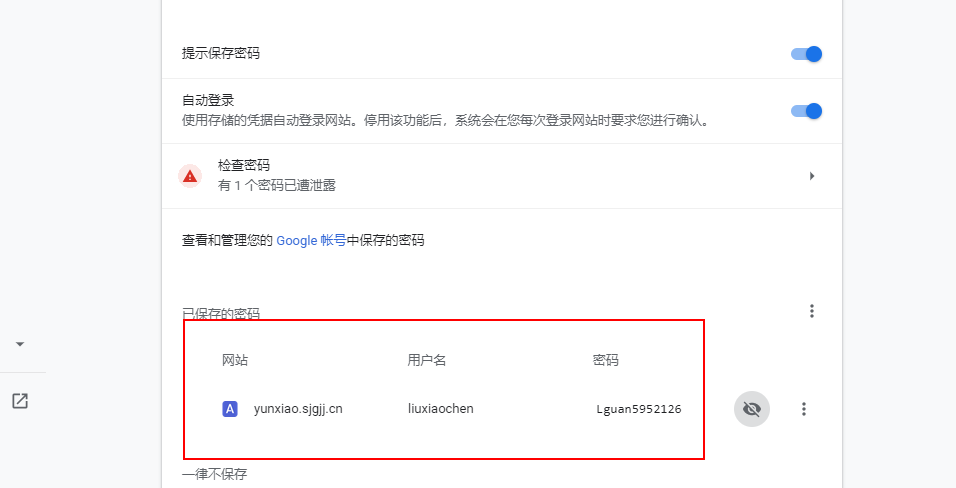 提示保存密码
自动登录
使用存储的凭据自动登录网站。停用该功能后，系统会在您每次登录网站时要求您进行确认。
检查密码
有 1 个密码已遭泄露
查看和管理您的 Google 帐号中保存的密码
已保存的密码
网站 用户名 密码
A yunxiao.sjgjj.cn liuxiaochen Lguan5952126
一律不保存